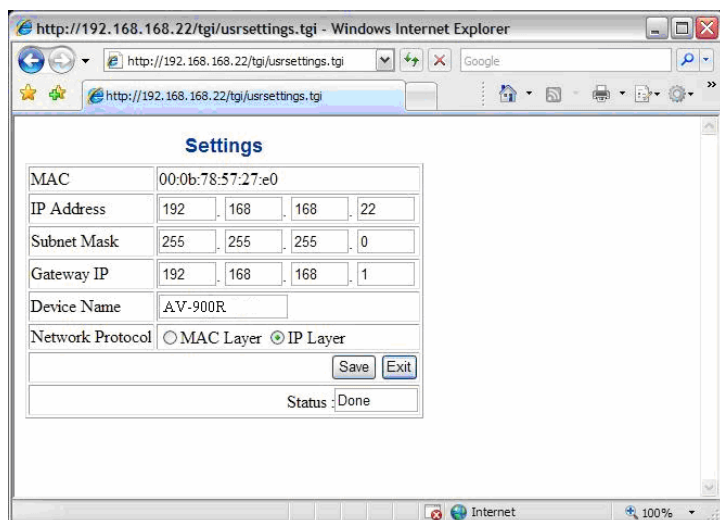 http://192.168.168.22/tgi/usrsettings.tgi - Windows Internet Explorer
http://192.168.168.22/tgi/usrsettings.tgi
Google
http://192.168.168.22/tgi/usrsettings.tgi
»
Settings
MAC 00:0b:78:57:27:e0
IP Address 192 . 168 . 168 . 22
Subnet Mask 255 . 255 . 255 . 0
Gateway IP 192 . 168 . 168 . 1
Device Name AV-900R
Network Protocol MAC Layer IP Layer
Save Exit
Status : Done
Internet 100%